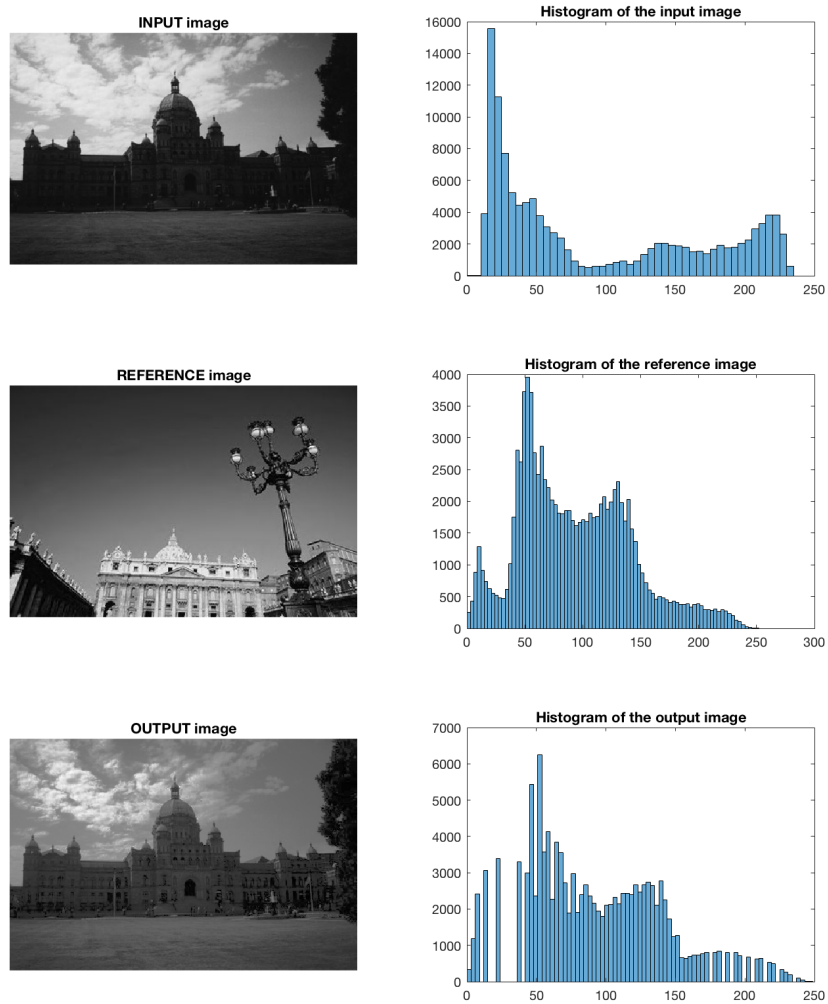 INPUT image
Histogram of the input image
16000
14000
12000
10000
8000
6000
4000
2000
0
0 50 100 150 200 250
REFERENCE image
Histogram of the reference image
4000
3500
3000
2500
2000
1500
1000
500
0
0 50 100 150 200 250 300
OUTPUT image
Histogram of the output image
7000
6000
5000
4000
3000
2000
1000
0
0 50 100 150 200 250